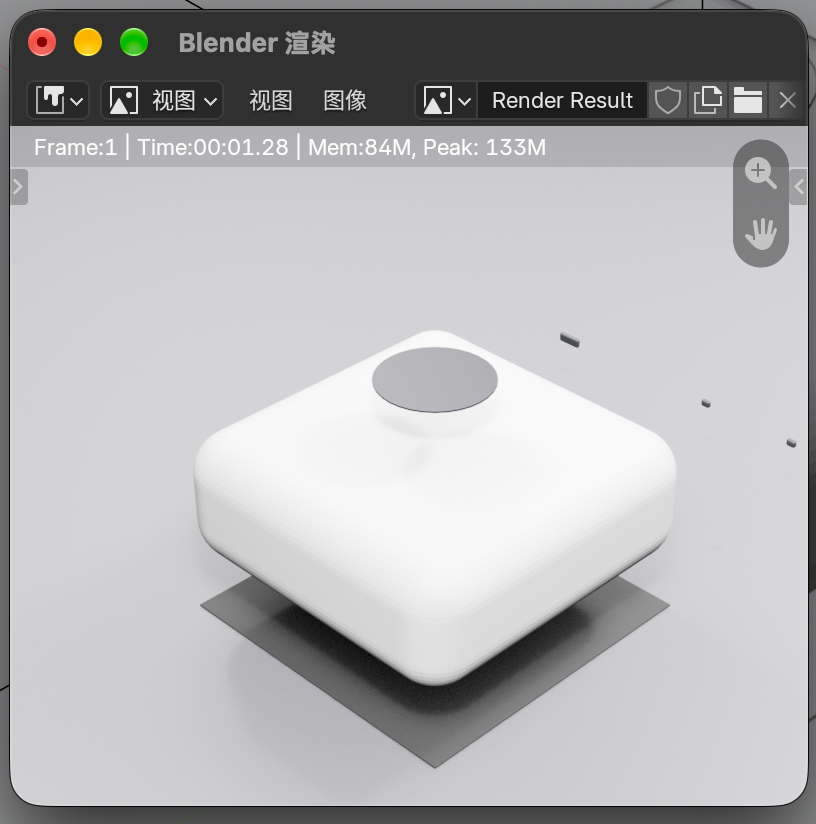 Blender 渲染
视图 视图 图像 Render Result
Frame:1 | Time:00:01.28 | Mem:84M, Peak: 133M